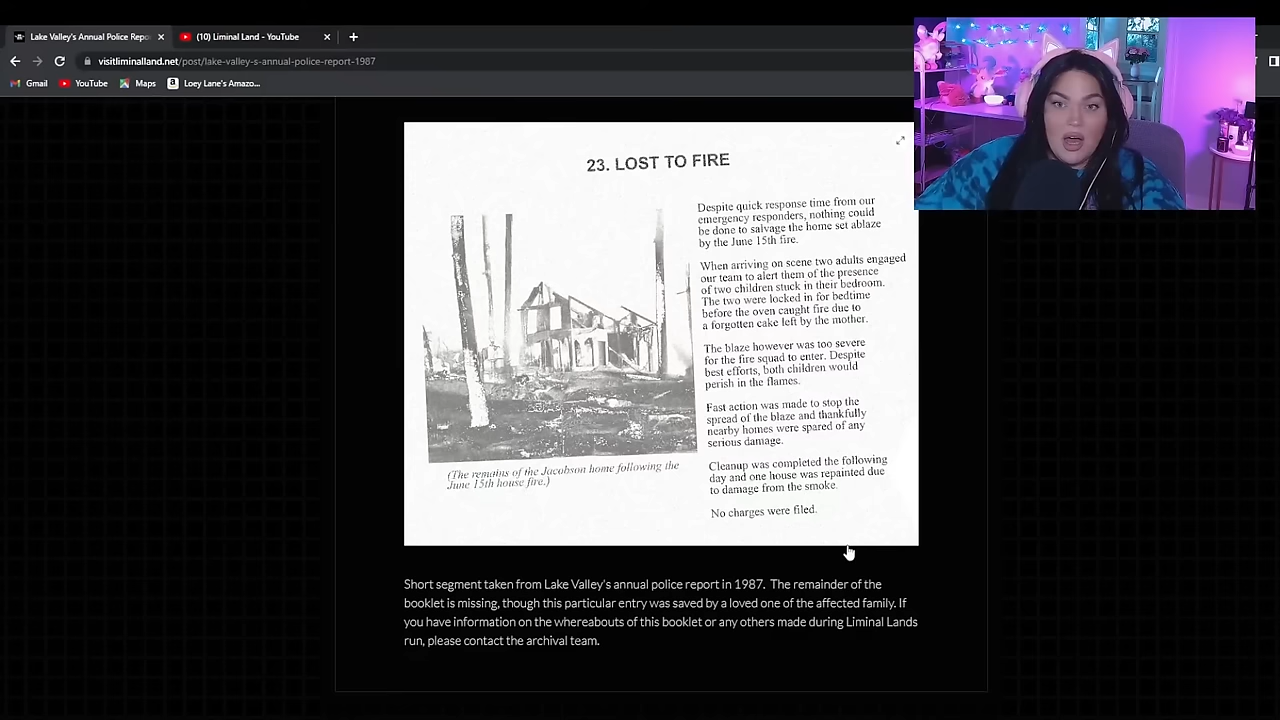 Lake Valley's Annual Police Repo
(10) Liminal Land - YouTube
visitliminalland.net/post/lake-valley-s-annual-police-report-1987
Gmail
YouTube
Maps
Loey Lane's Amazo...
23. LOST TO FIRE
Despite quick response time from our
emergency responders, nothing could
be done to salvage the home set ablaze
by the June 15th fire.
When arriving on scene two adults engaged
our team to alert them of the presence
of two children stuck in their bedroom.
The two were locked in for bedtime
before the oven caught fire due to
a forgotten cake left by the mother.
The blaze however was too severe
for the fire squad to enter. Despite
best efforts, both children would
perish in the flames.
Fast action was made to stop the
spread of the blaze and thankfully
nearby homes were spared of any
serious damage.
Cleanup was completed the following
day and one house was repainted due
to damage from the smoke.
No charges were filed.
(The remains of the Jacobson home following the
June 15th house fire.)
Short segment taken from Lake Valley's annual police report in 1987. The remainder of the
booklet is missing, though this particular entry was saved by a loved one of the affected family. If
you have information on the whereabouts of this booklet or any others made during Liminal Lands
run, please contact the archival team.